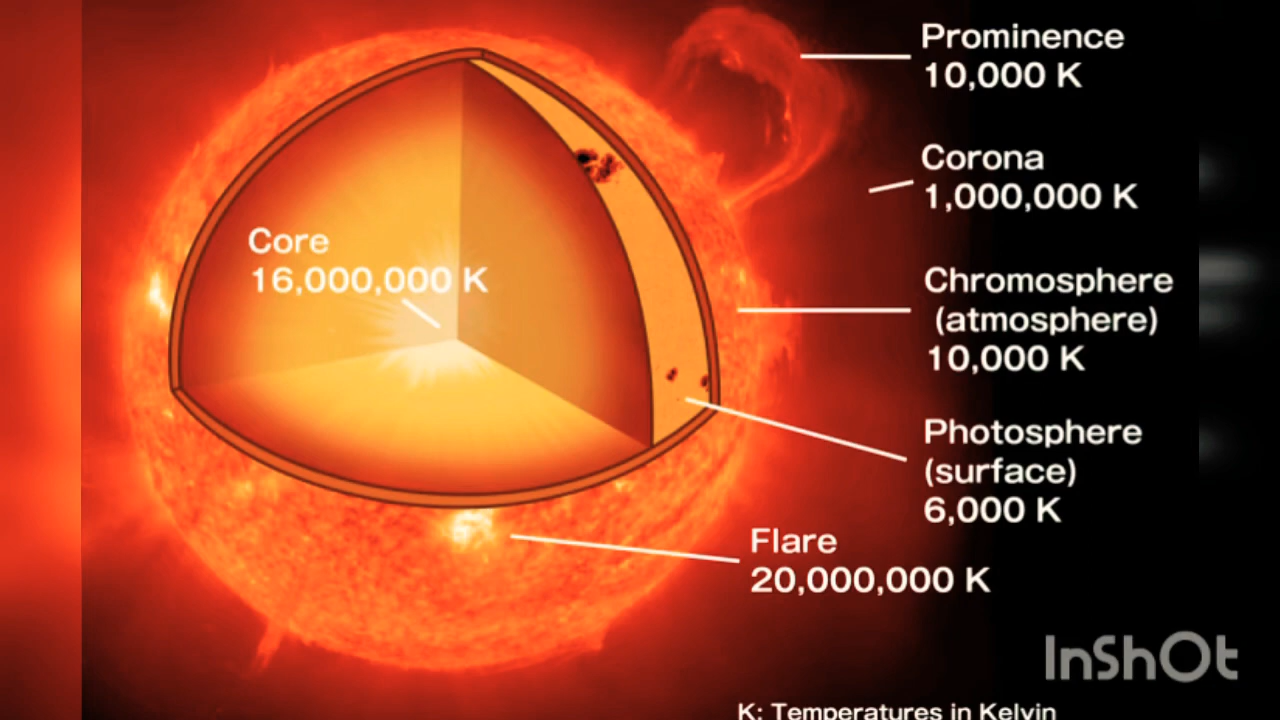 Prominence
10,000 K
Corona
1,000,000 K
Core
16,000,000 K
Chromosphere
(atmosphere)
10,000 K
Photosphere
(surface)
6,000 K
Flare
20,000,000 K
InShOt
K: Temperatures in Kelvin